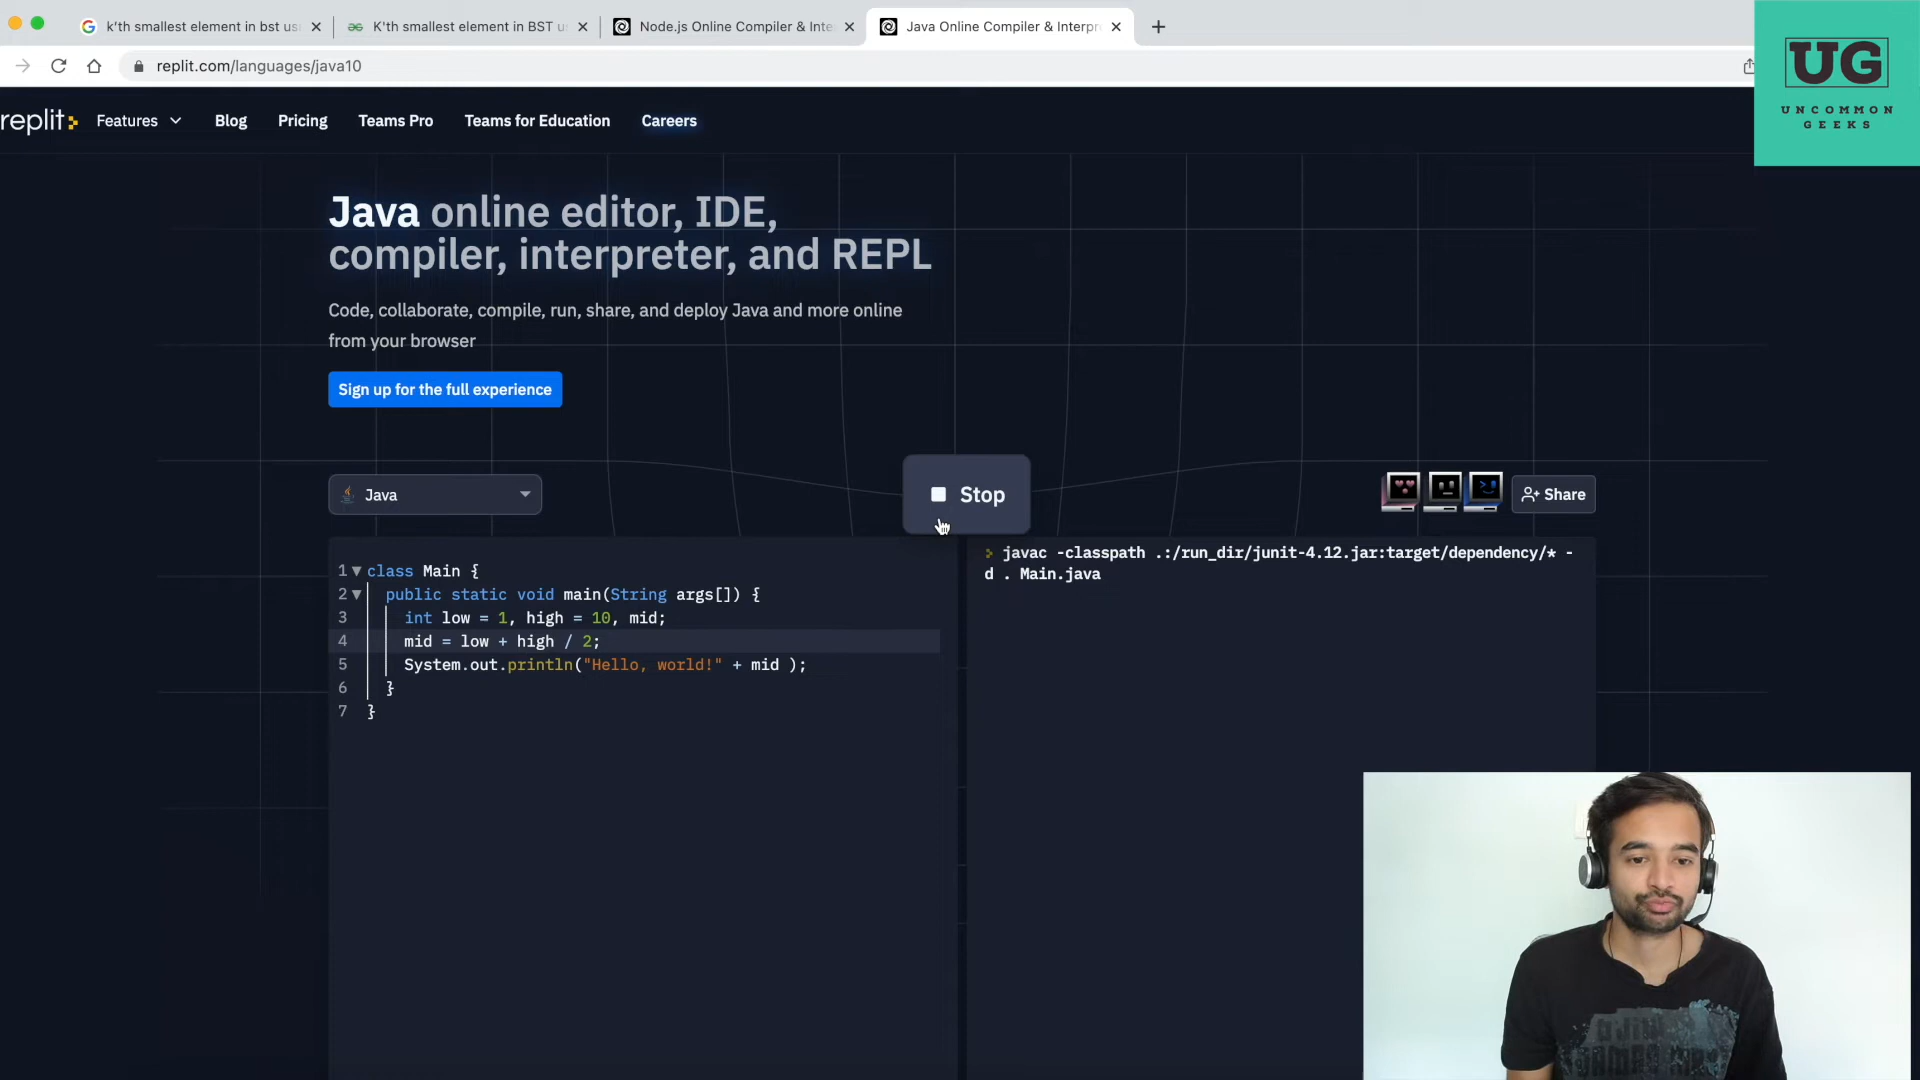 k'th smallest element in bst us
K'th smallest element in BST u
Node.js Online Compiler & Inte
Java Online Compiler & Interpr
replit.com/languages/java10
UG
UNCOMMON
GEEKS
replit
Features
Blog
Pricing
Teams Pro
Teams for Education
Careers
Java online editor, IDE,
compiler, interpreter, and REPL
Code, collaborate, compile, run, share, and deploy Java and more online
from your browser
Sign up for the full experience
Java
Stop
Share
1 class Main {
2 public static void main(String args[]) {
3 int low = 1, high = 10, mid;
4 mid = low + high / 2;
5 System.out.println("Hello, world!" + mid );
6 }
7 }
javac -classpath .:/run_dir/junit-4.12.jar:target/dependency/* -
d . Main.java